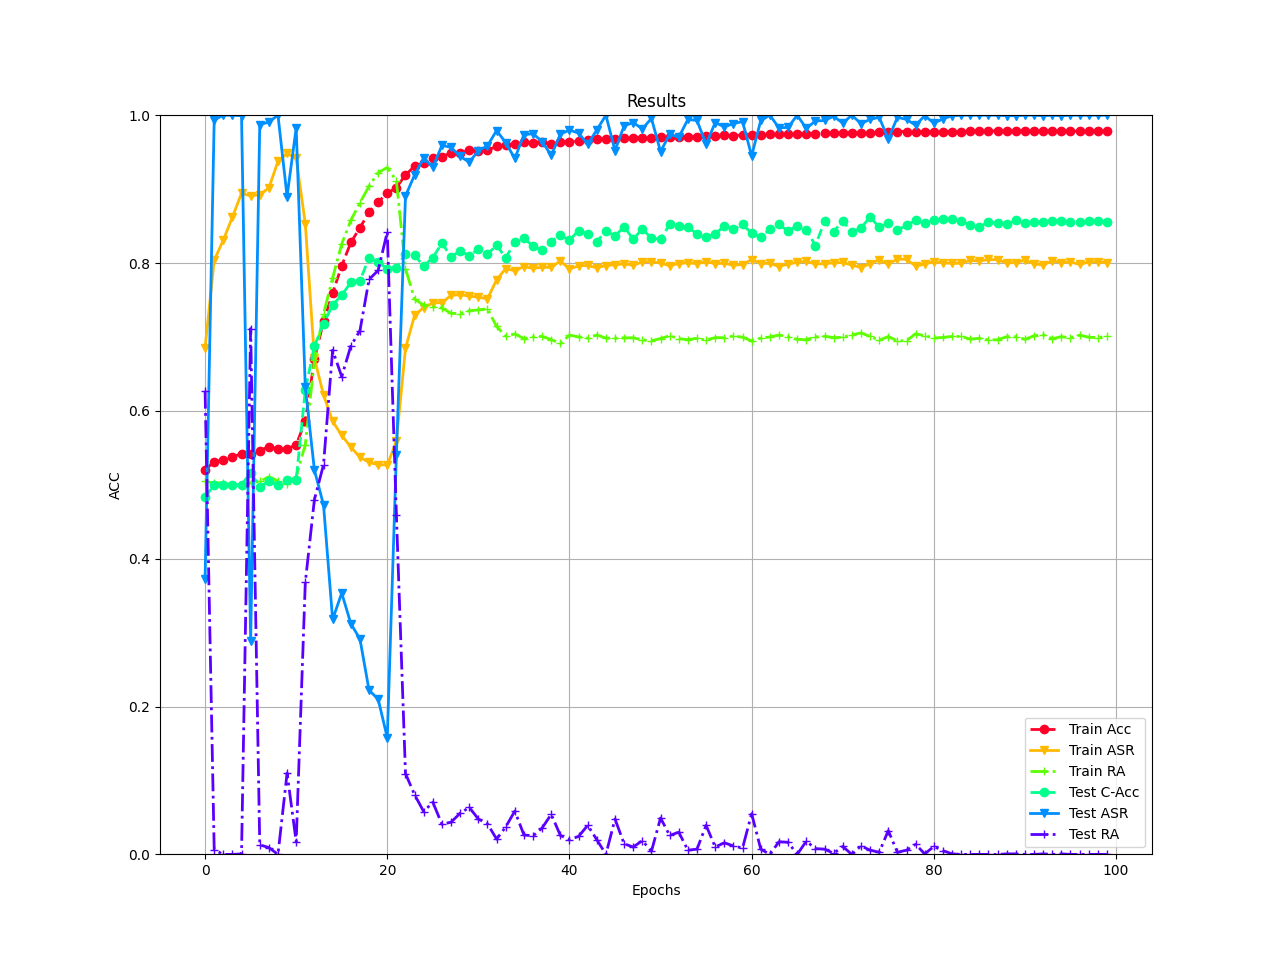 Results
1.0
0.8
0.6
0.4
0.2
0.0
ACC
0 20 40 60 80 100
Epochs
Train Acc
Train ASR
Train RA
Test C-Acc
Test ASR
Test RA